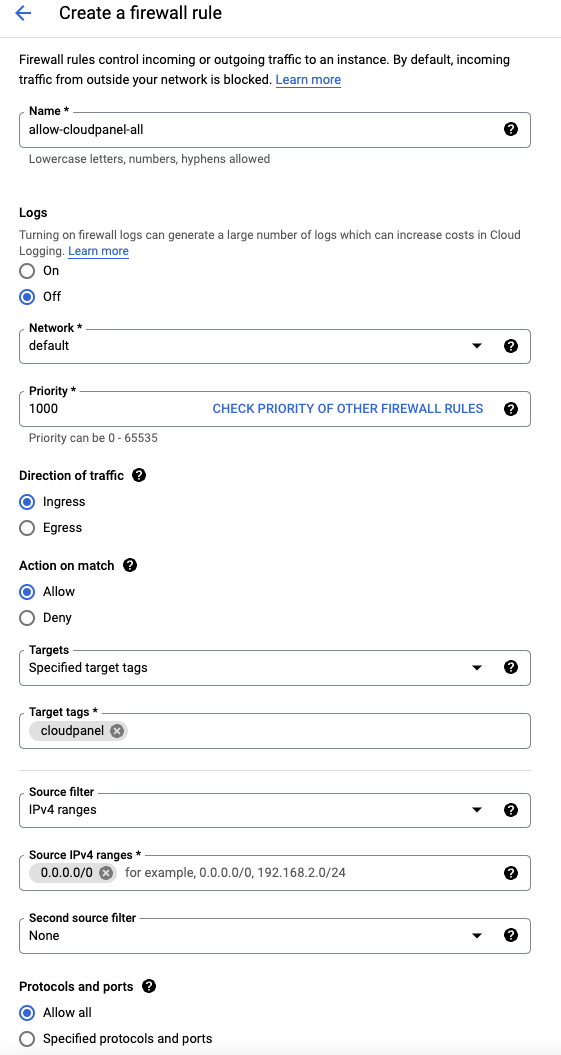 Create a firewall rule
Firewall rules control incoming or outgoing traffic to an instance. By default, incoming
traffic from outside your network is blocked. Learn more
Name *
allow-cloudpanel-all
Lowercase letters, numbers, hyphens allowed
Logs
Turning on firewall logs can generate a large number of logs which can increase costs in Cloud
Logging. Learn more
On
Off
Network *
default
Priority *
1000 CHECK PRIORITY OF OTHER FIREWALL RULES
Priority can be 0 - 65535
Direction of traffic
Ingress
Egress
Action on match
Allow
Deny
Targets
Specified target tags
Target tags *
cloudpanel
Source filter
IPv4 ranges
Source IPv4 ranges *
0.0.0.0/0 for example, 0.0.0.0/0, 192.168.2.0/24
Second source filter
None
Protocols and ports
Allow all
Specified protocols and ports